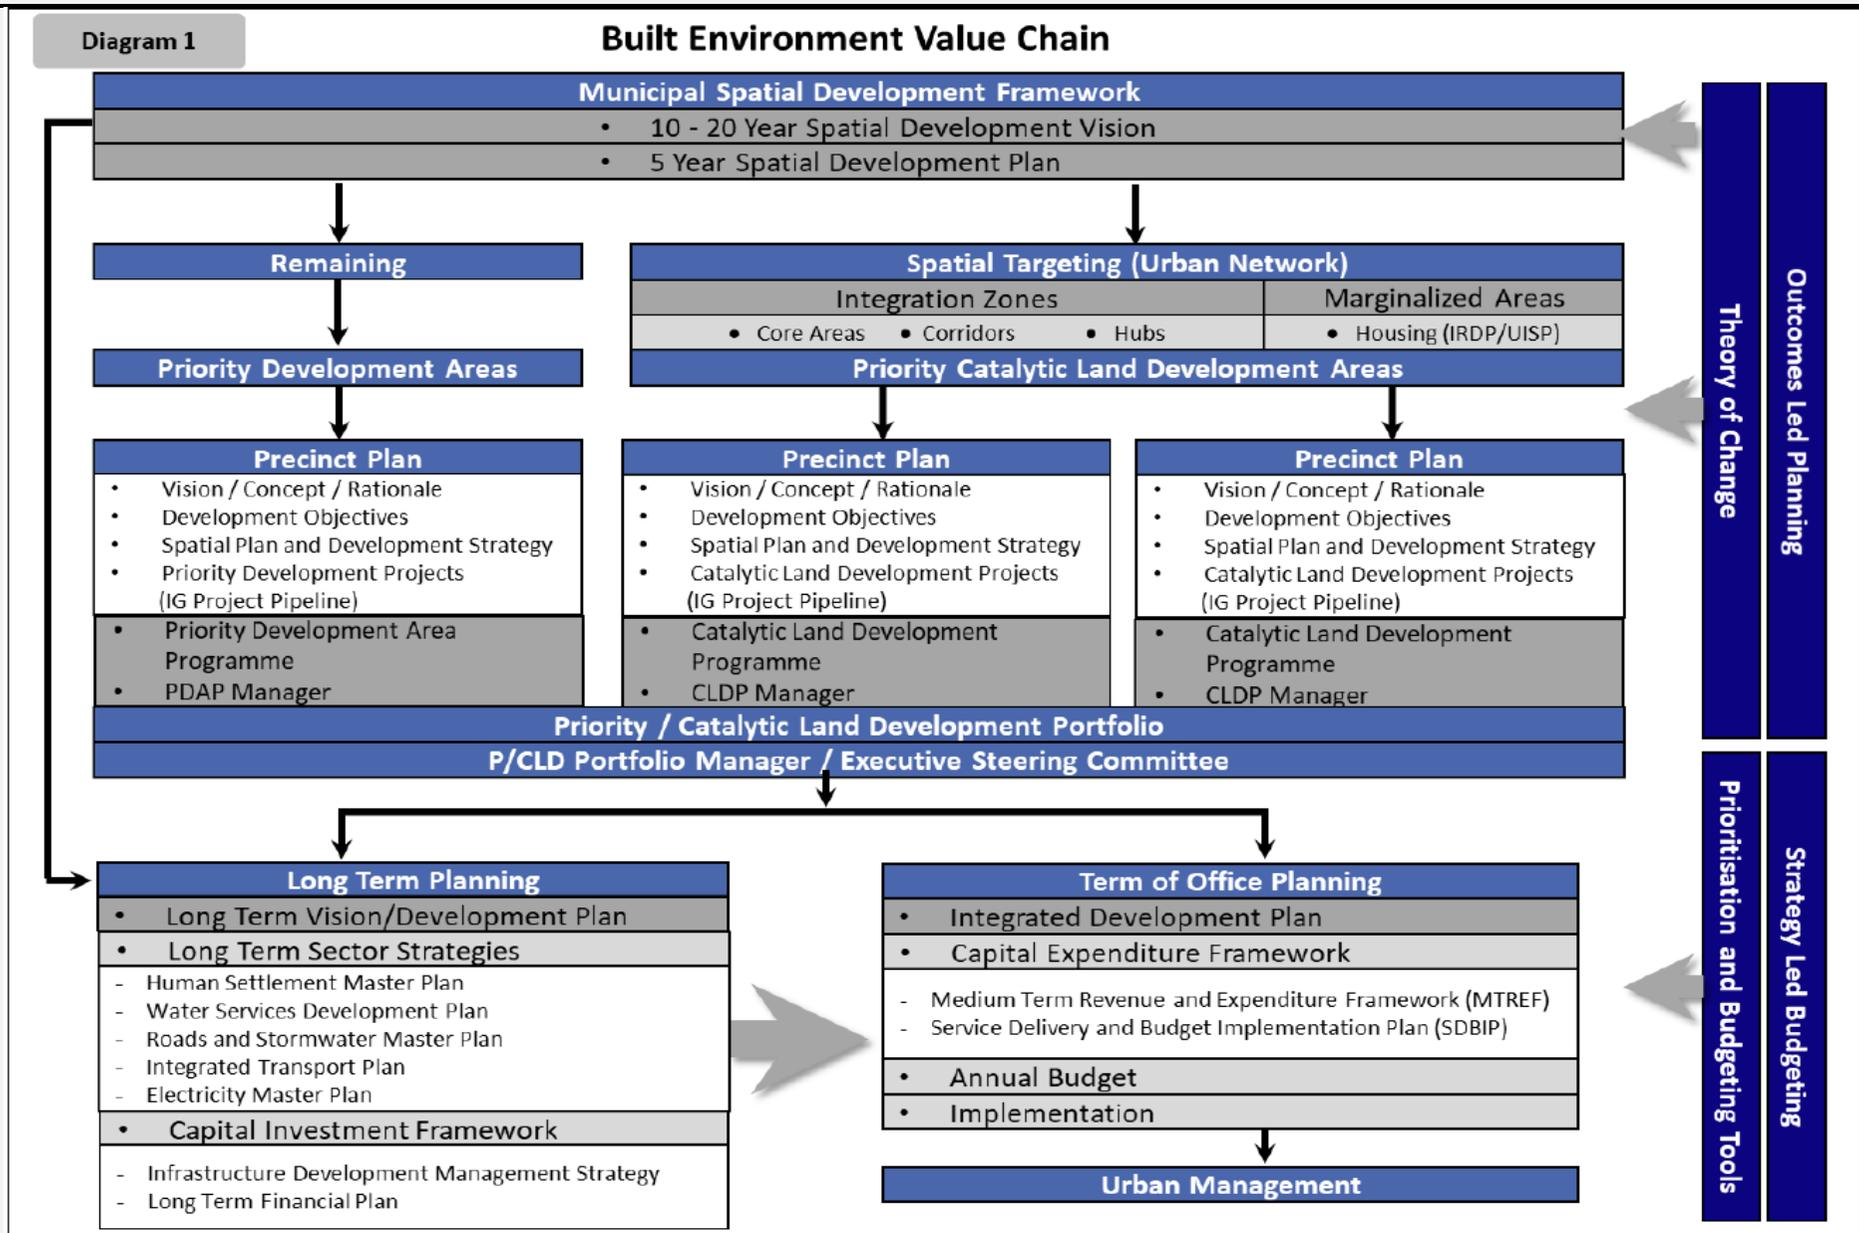 Diagram 1
Built Environment Value Chain
Municipal Spatial Development Framework
• 10 - 20 Year Spatial Development Vision
• 5 Year Spatial Development Plan
Remaining
Priority Development Areas
Spatial Targeting (Urban Network)
Integration Zones
Marginalized Areas
• Core Areas • Corridors • Hubs
• Housing (IRDP/UISP)
Priority Catalytic Land Development Areas
Precinct Plan
• Vision / Concept / Rationale
• Development Objectives
• Spatial Plan and Development Strategy
• Priority Development Projects
(IG Project Pipeline)
• Priority Development Area
Programme
• PDAP Manager
Precinct Plan
• Vision / Concept / Rationale
• Development Objectives
• Spatial Plan and Development Strategy
• Catalytic Land Development Projects
(IG Project Pipeline)
• Catalytic Land Development
Programme
• CLDP Manager
Precinct Plan
• Vision / Concept / Rationale
• Development Objectives
• Spatial Plan and Development Strategy
• Catalytic Land Development Projects
(IG Project Pipeline)
• Catalytic Land Development
Programme
• CLDP Manager
Priority / Catalytic Land Development Portfolio
P/CLD Portfolio Manager / Executive Steering Committee
Long Term Planning
• Long Term Vision/Development Plan
• Long Term Sector Strategies
- Human Settlement Master Plan
- Water Services Development Plan
- Roads and Stormwater Master Plan
- Integrated Transport Plan
- Electricity Master Plan
• Capital Investment Framework
- Infrastructure Development Management Strategy
- Long Term Financial Plan
Term of Office Planning
• Integrated Development Plan
• Capital Expenditure Framework
- Medium Term Revenue and Expenditure Framework (MTREF)
- Service Delivery and Budget Implementation Plan (SDBIP)
• Annual Budget
• Implementation
Urban Management
Theory of Change
Outcomes Led Planning
Prioritisation and Budgeting Tools
Strategy Led Budgeting